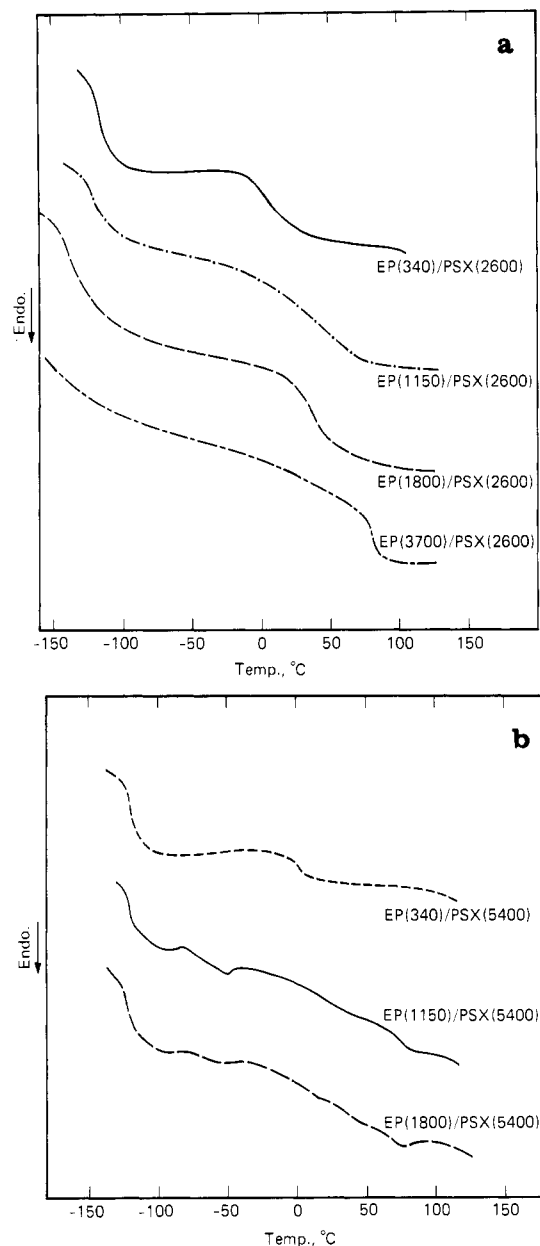 a
EP(340)/PSX(2600)
Endo.
EP(1150)/PSX(2600)
EP(1800)/PSX(2600)
EP(3700)/PSX(2600)
-150 -100 -50 0 50 100
Temp., °C
b
EP(340)/PSX(5400)
Endo.
EP(1150)/PSX(5400)
EP(1800)/PSX(5400)
-150 -100 -50 0 50 100 150
Temp., °C